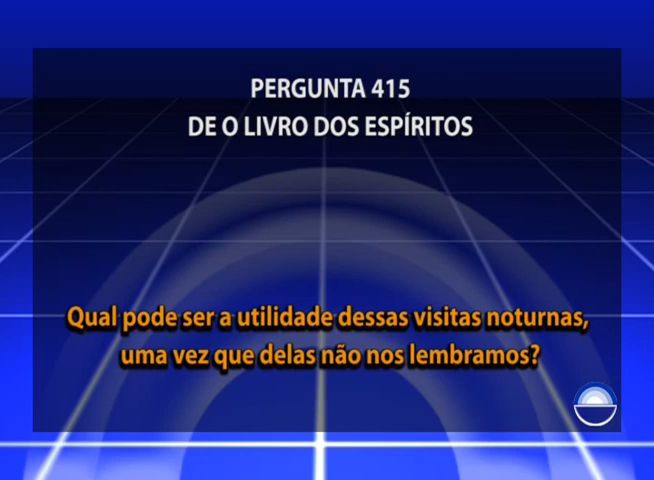 PERGUNTA 415
DE O LIVRO DOS ESPÍRITOS
Qual pode ser a utilidade dessas visitas noturnas,
uma vez que delas não nos lembramos?